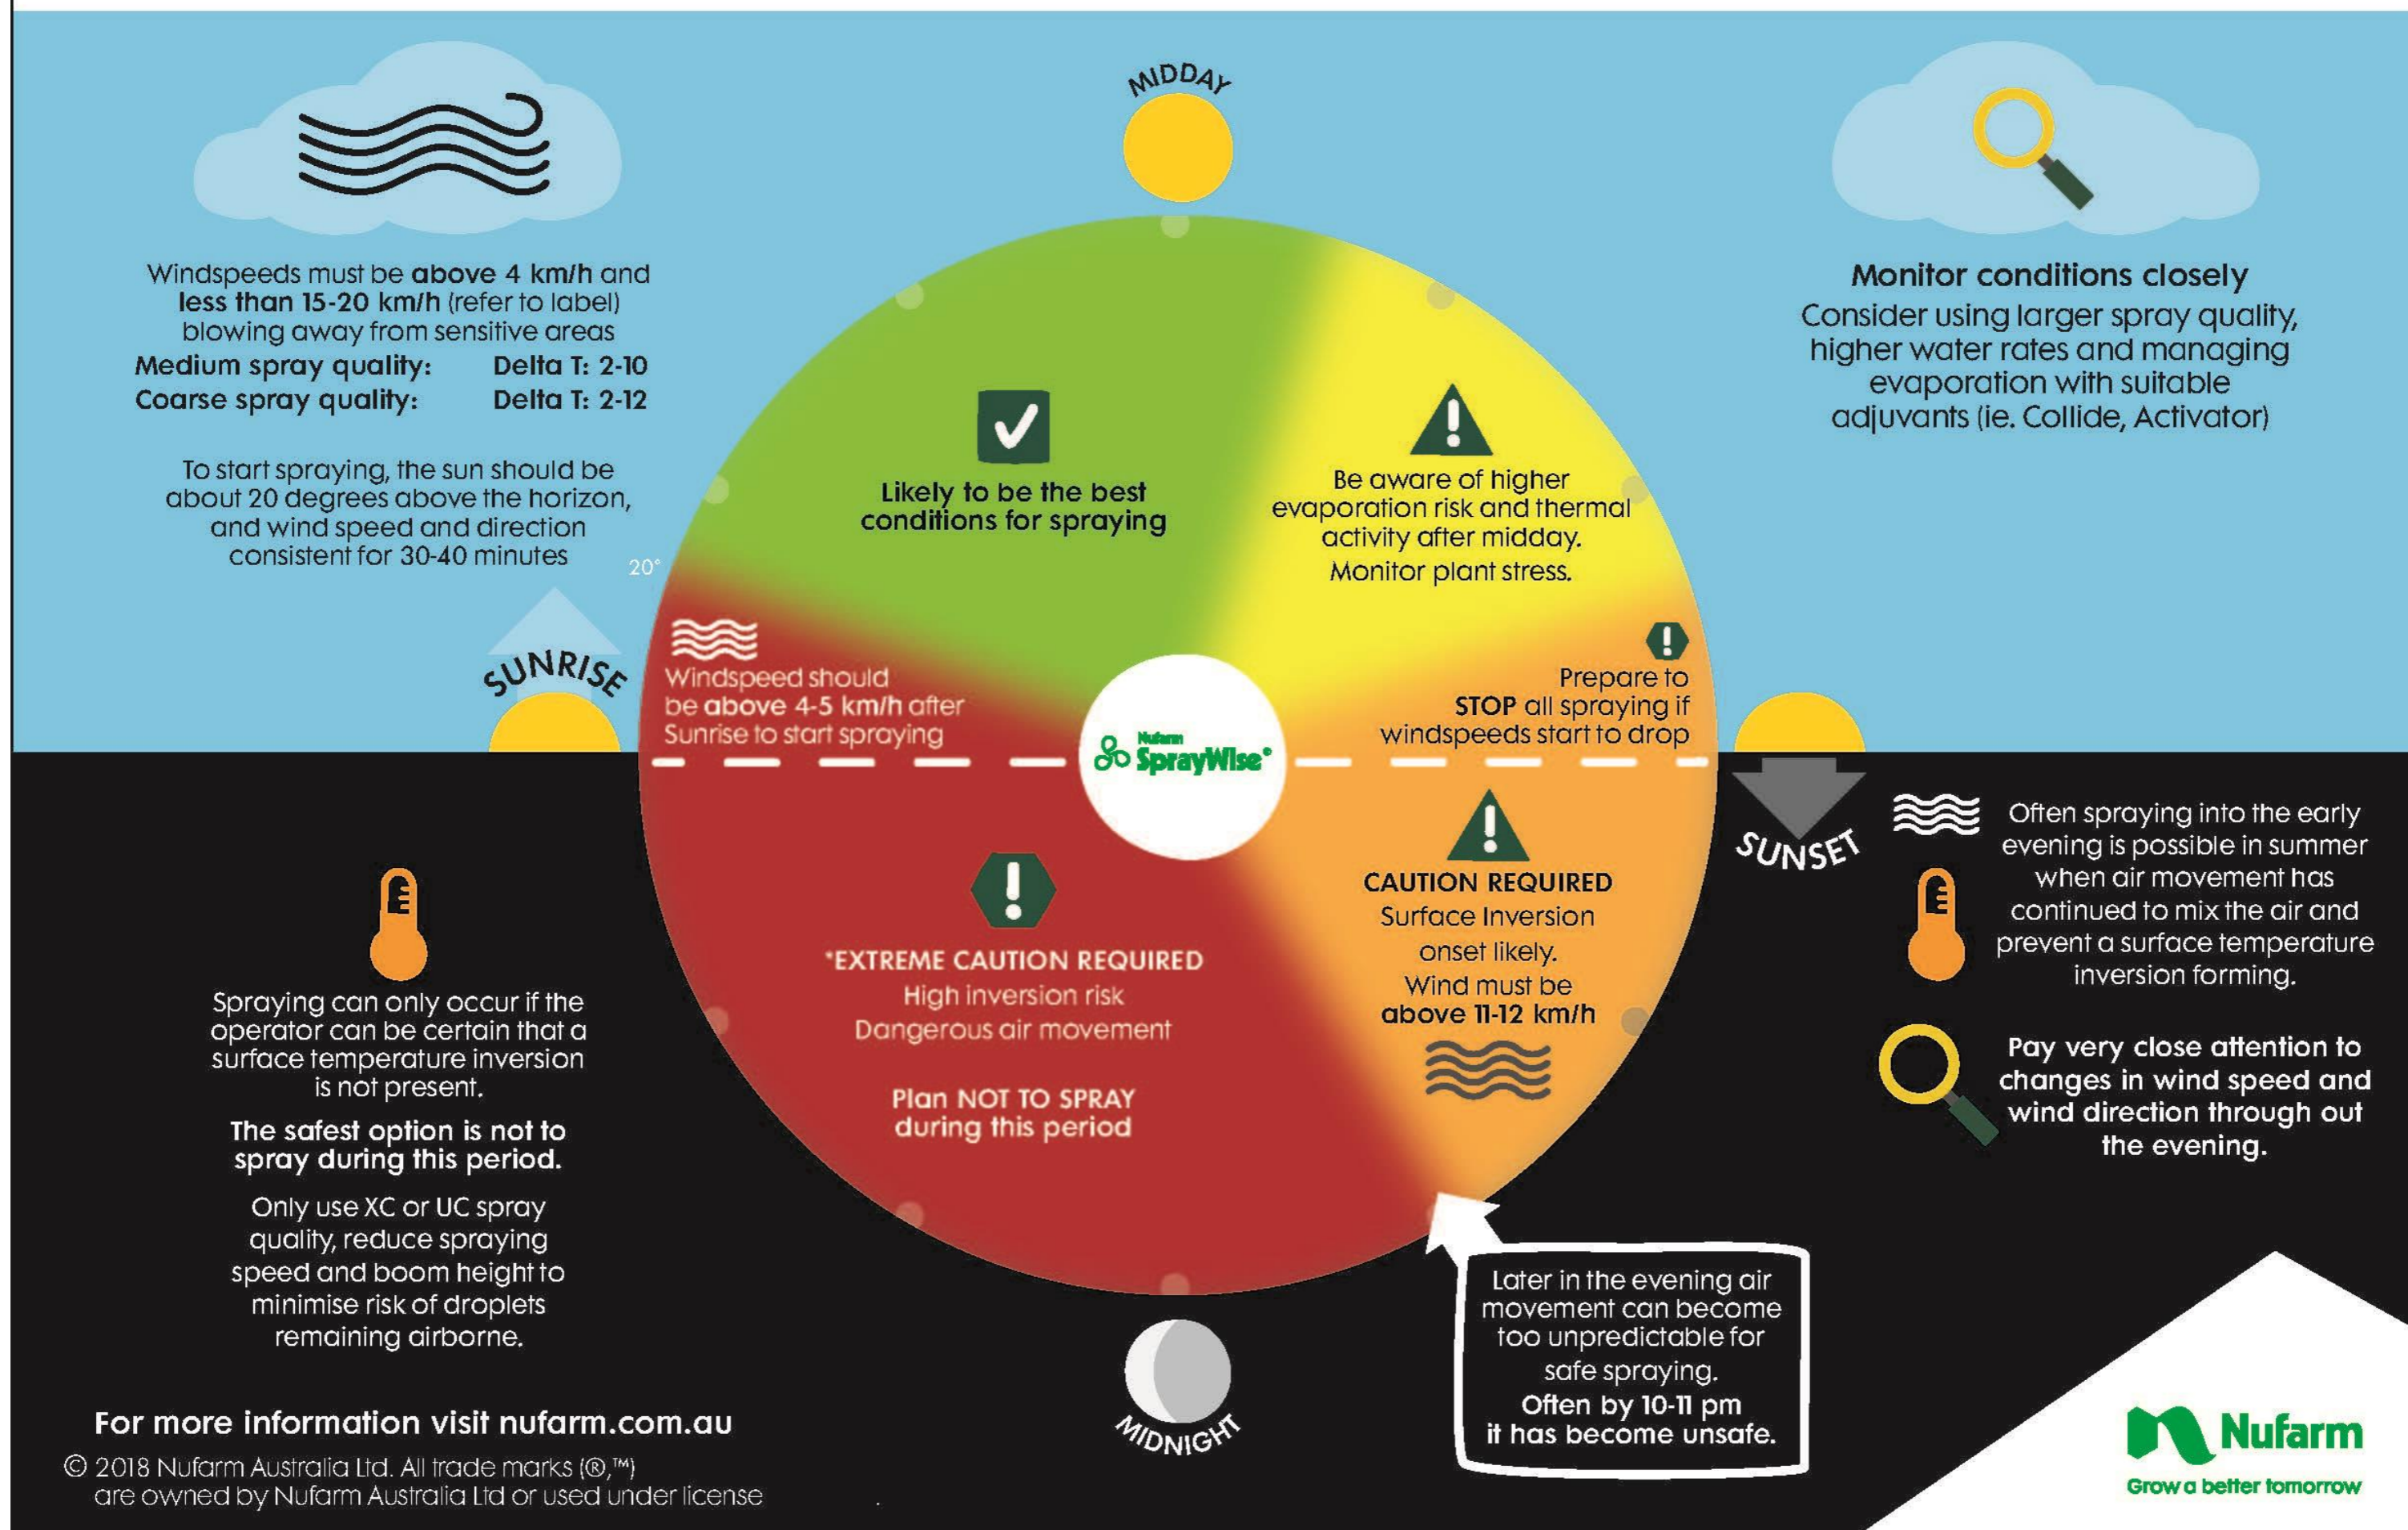 MIDDAY
Windspeeds must be above 4 km/h and
less than 15-20 km/h (refer to label)
blowing away from sensitive areas
Medium spray quality: Delta T: 2-10
Coarse spray quality: Delta T: 2-12
To start spraying, the sun should be
about 20 degrees above the horizon,
and wind speed and direction
consistent for 30-40 minutes
20°
SUNRISE
Likely to be the best
conditions for spraying
Be aware of higher
evaporation risk and thermal
activity after midday.
Monitor plant stress.
Monitor conditions closely
Consider using larger spray quality,
higher water rates and managing
evaporation with suitable
adjuvants (ie. Collide, Activator)
Windspeed should
be above 4-5 km/h after
Sunrise to start spraying
Nufarm
SprayWise®
Prepare to
STOP all spraying if
windspeeds start to drop
SUNSET
CAUTION REQUIRED
Surface Inversion
onset likely.
Wind must be
above 11-12 km/h
*EXTREME CAUTION REQUIRED
High inversion risk
Dangerous air movement
Plan NOT TO SPRAY
during this period
Often spraying into the early
evening is possible in summer
when air movement has
continued to mix the air and
prevent a surface temperature
inversion forming.
Pay very close attention to
changes in wind speed and
wind direction through out
the evening.
Spraying can only occur if the
operator can be certain that a
surface temperature inversion
is not present.
The safest option is not to
spray during this period.
Only use XC or UC spray
quality, reduce spraying
speed and boom height to
minimise risk of droplets
remaining airborne.
Later in the evening air
movement can become
too unpredictable for
safe spraying.
Often by 10-11 pm
it has become unsafe.
MIDNIGHT
For more information visit nufarm.com.au
© 2018 Nufarm Australia Ltd. All trade marks (®,™)
are owned by Nufarm Australia Ltd or used under license
Nufarm
Grow a better tomorrow